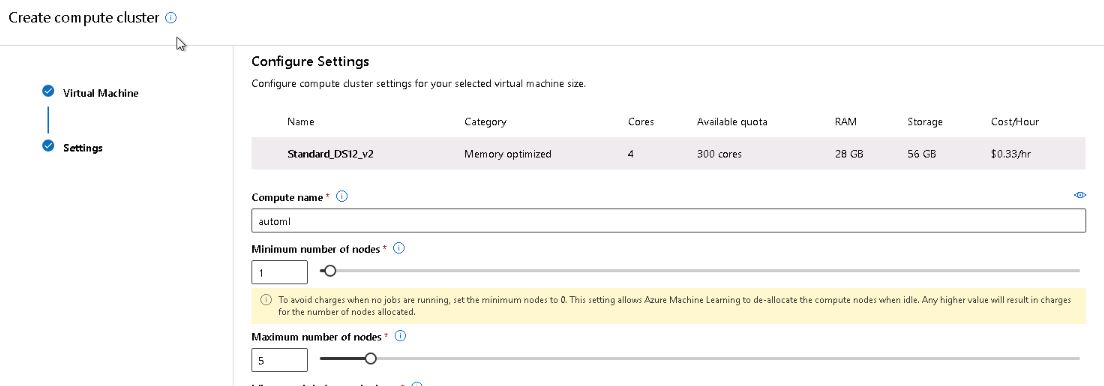 Create compute cluster
Configure Settings
Configure compute cluster settings for your selected virtual machine size.
Virtual Machine
Settings
Name Category Cores Available quota RAM Storage Cost/Hour
Standard_DS12_v2 Memory optimized 4 300 cores 28 GB 56 GB $0.33/hr
Compute name *
automl
Minimum number of nodes *
1
To avoid charges when no jobs are running, set the minimum nodes to 0. This setting allows Azure Machine Learning to de-allocate the compute nodes when idle. Any higher value will result in charges
for the number of nodes allocated.
Maximum number of nodes *
5